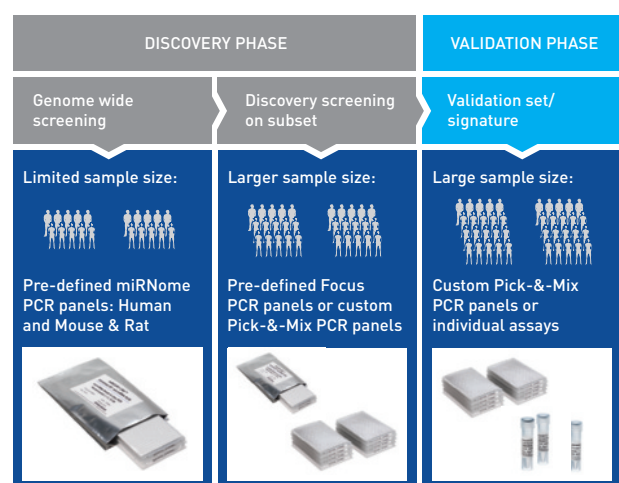 DISCOVERY PHASE
VALIDATION PHASE
Genome wide
screening
Discovery screening
on subset
Validation set/
signature
Limited sample size:
Pre-defined miRNome
PCR panels: Human
and Mouse & Rat
Larger sample size:
Pre-defined Focus
PCR panels or custom
Pick-&-Mix PCR panels
Large sample size:
Custom Pick-&-Mix
PCR panels or
individual assays